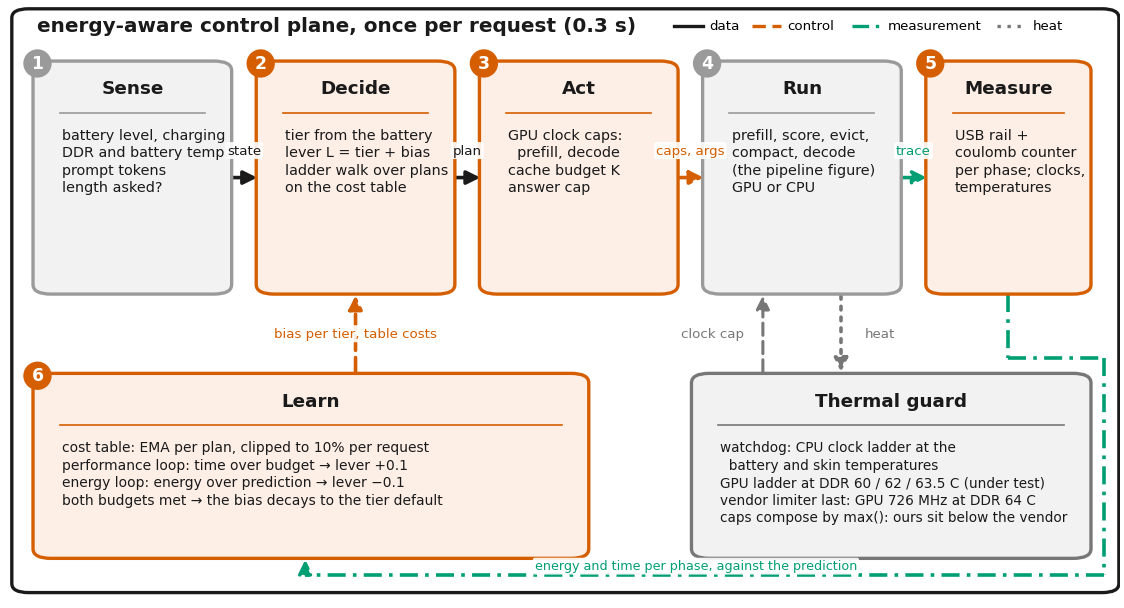 energy-aware control plane, once per request (0.3 s)
data
control
measurement
heat
1
Sense
battery level, charging
DDR and battery temp
prompt tokens
length asked?
state
2
Decide
tier from the battery
lever L = tier + bias
ladder walk over plans
on the cost table
plan
3
Act
GPU clock caps:
prefill, decode
cache budget K
answer cap
caps, args
4
Run
prefill, score, evict,
compact, decode
(the pipeline figure)
GPU or CPU
trace
5
Measure
USB rail +
coulomb counter
per phase; clocks,
temperatures
bias per tier, table costs
clock cap
heat
6
Learn
cost table: EMA per plan, clipped to 10% per request
performance loop: time over budget → lever +0.1
energy loop: energy over prediction → lever −0.1
both budgets met → the bias decays to the tier default
Thermal guard
watchdog: CPU clock ladder at the
battery and skin temperatures
GPU ladder at DDR 60 / 62 / 63.5 C (under test)
vendor limiter last: GPU 726 MHz at DDR 64 C
caps compose by max(): ours sit below the vendor
energy and time per phase, against the prediction